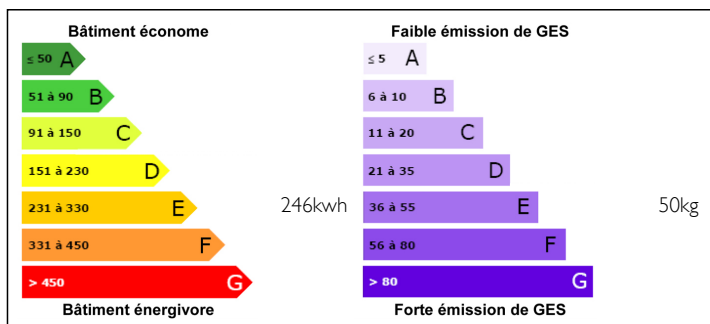 Bâtiment économe
≤ 50 A
51 à 90 B
91 à 150 C
151 à 230 D
231 à 330 E
246kwh
331 à 450 F
> 450 G
Bâtiment énergivore
Faible émission de GES
≤ 5 A
6 à 10 B
11 à 20 C
21 à 35 D
36 à 55 E
50kg
56 à 80 F
> 80 G
Forte émission de GES